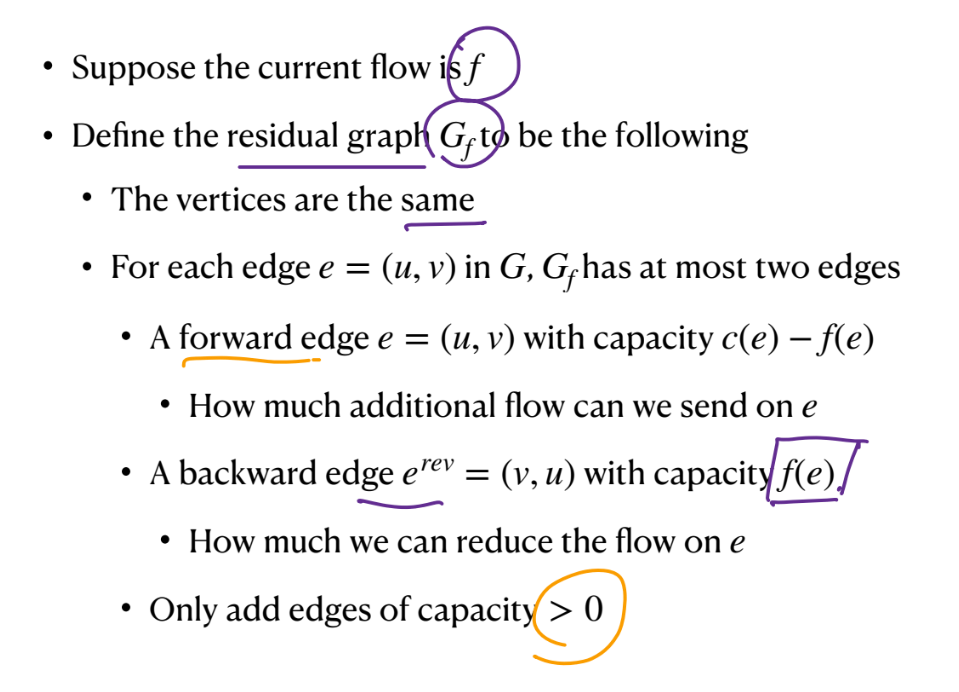 • Suppose the current flow is f
• Define the residual graph G_f to be the following
• The vertices are the same
• For each edge e = (u, v) in G, G_f has at most two edges
• A forward edge e = (u, v) with capacity c(e) − f(e)
• How much additional flow can we send on e
• A backward edge e^{rev} = (v, u) with capacity f(e).
• How much we can reduce the flow on e
• Only add edges of capacity > 0